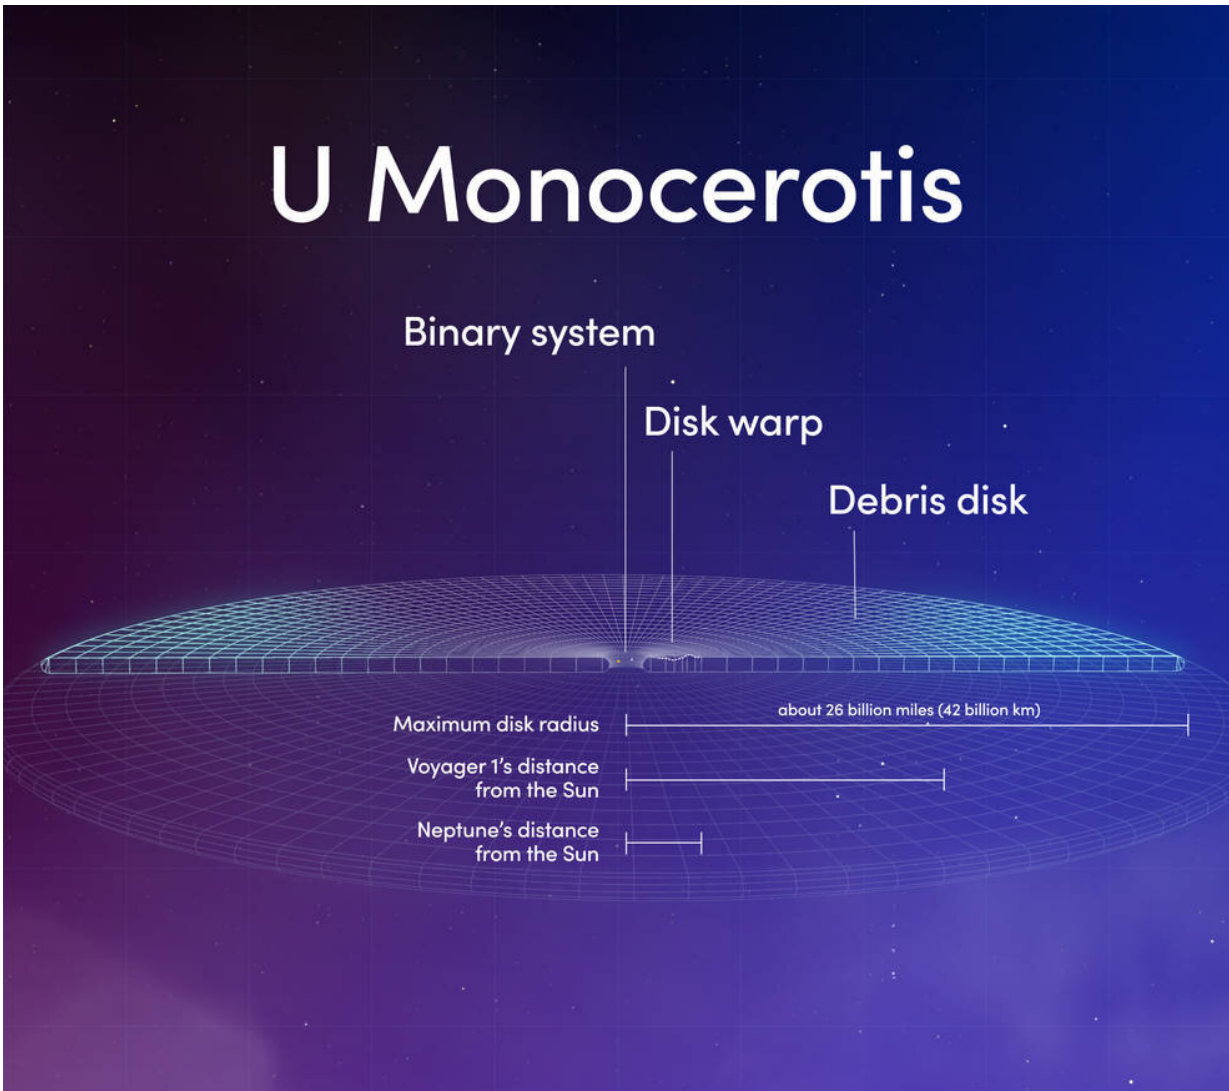 U Monocerotis
Binary system
Disk warp
Debris disk
Maximum disk radius
about 26 billion miles (42 billion km)
Voyager 1’s distance
from the Sun
Neptune’s distance
from the Sun